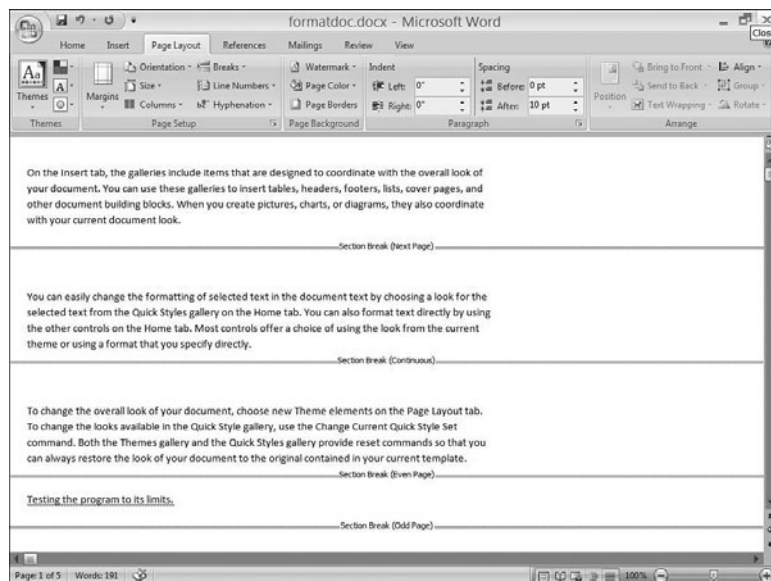 formatdoc.docx - Microsoft Word
Close
Home Insert Page Layout References Mailings Review View
Aa Themes Margins Orientation Size Columns Breaks Line Numbers Hyphenation Watermark Page Color Page Borders Indent Left: 0" Right: 0" Spacing Before: 0 pt After: 10 pt Position Bring to Front Send to Back Text Wrapping Align Group Rotate
Themes Page Setup Page Background Paragraph Arrange
On the Insert tab, the galleries include items that are designed to coordinate with the overall look of
your document. You can use these galleries to insert tables, headers, footers, lists, cover pages, and
other document building blocks. When you create pictures, charts, or diagrams, they also coordinate
with your current document look.
Section Break (Next Page)
You can easily change the formatting of selected text in the document text by choosing a look for the
selected text from the Quick Styles gallery on the Home tab. You can also format text directly by using
the other controls on the Home tab. Most controls offer a choice of using the look from the current
theme or using a format that you specify directly.
Section Break (Continuous)
To change the overall look of your document, choose new Theme elements on the Page Layout tab.
To change the looks available in the Quick Style gallery, use the Change Current Quick Style Set
command. Both the Themes gallery and the Quick Styles gallery provide reset commands so that you
can always restore the look of your document to the original contained in your current template.
Section Break (Even Page)
Testing the program to its limits.
Section Break (Odd Page)
Page: 1 of 5 Words: 191 100%